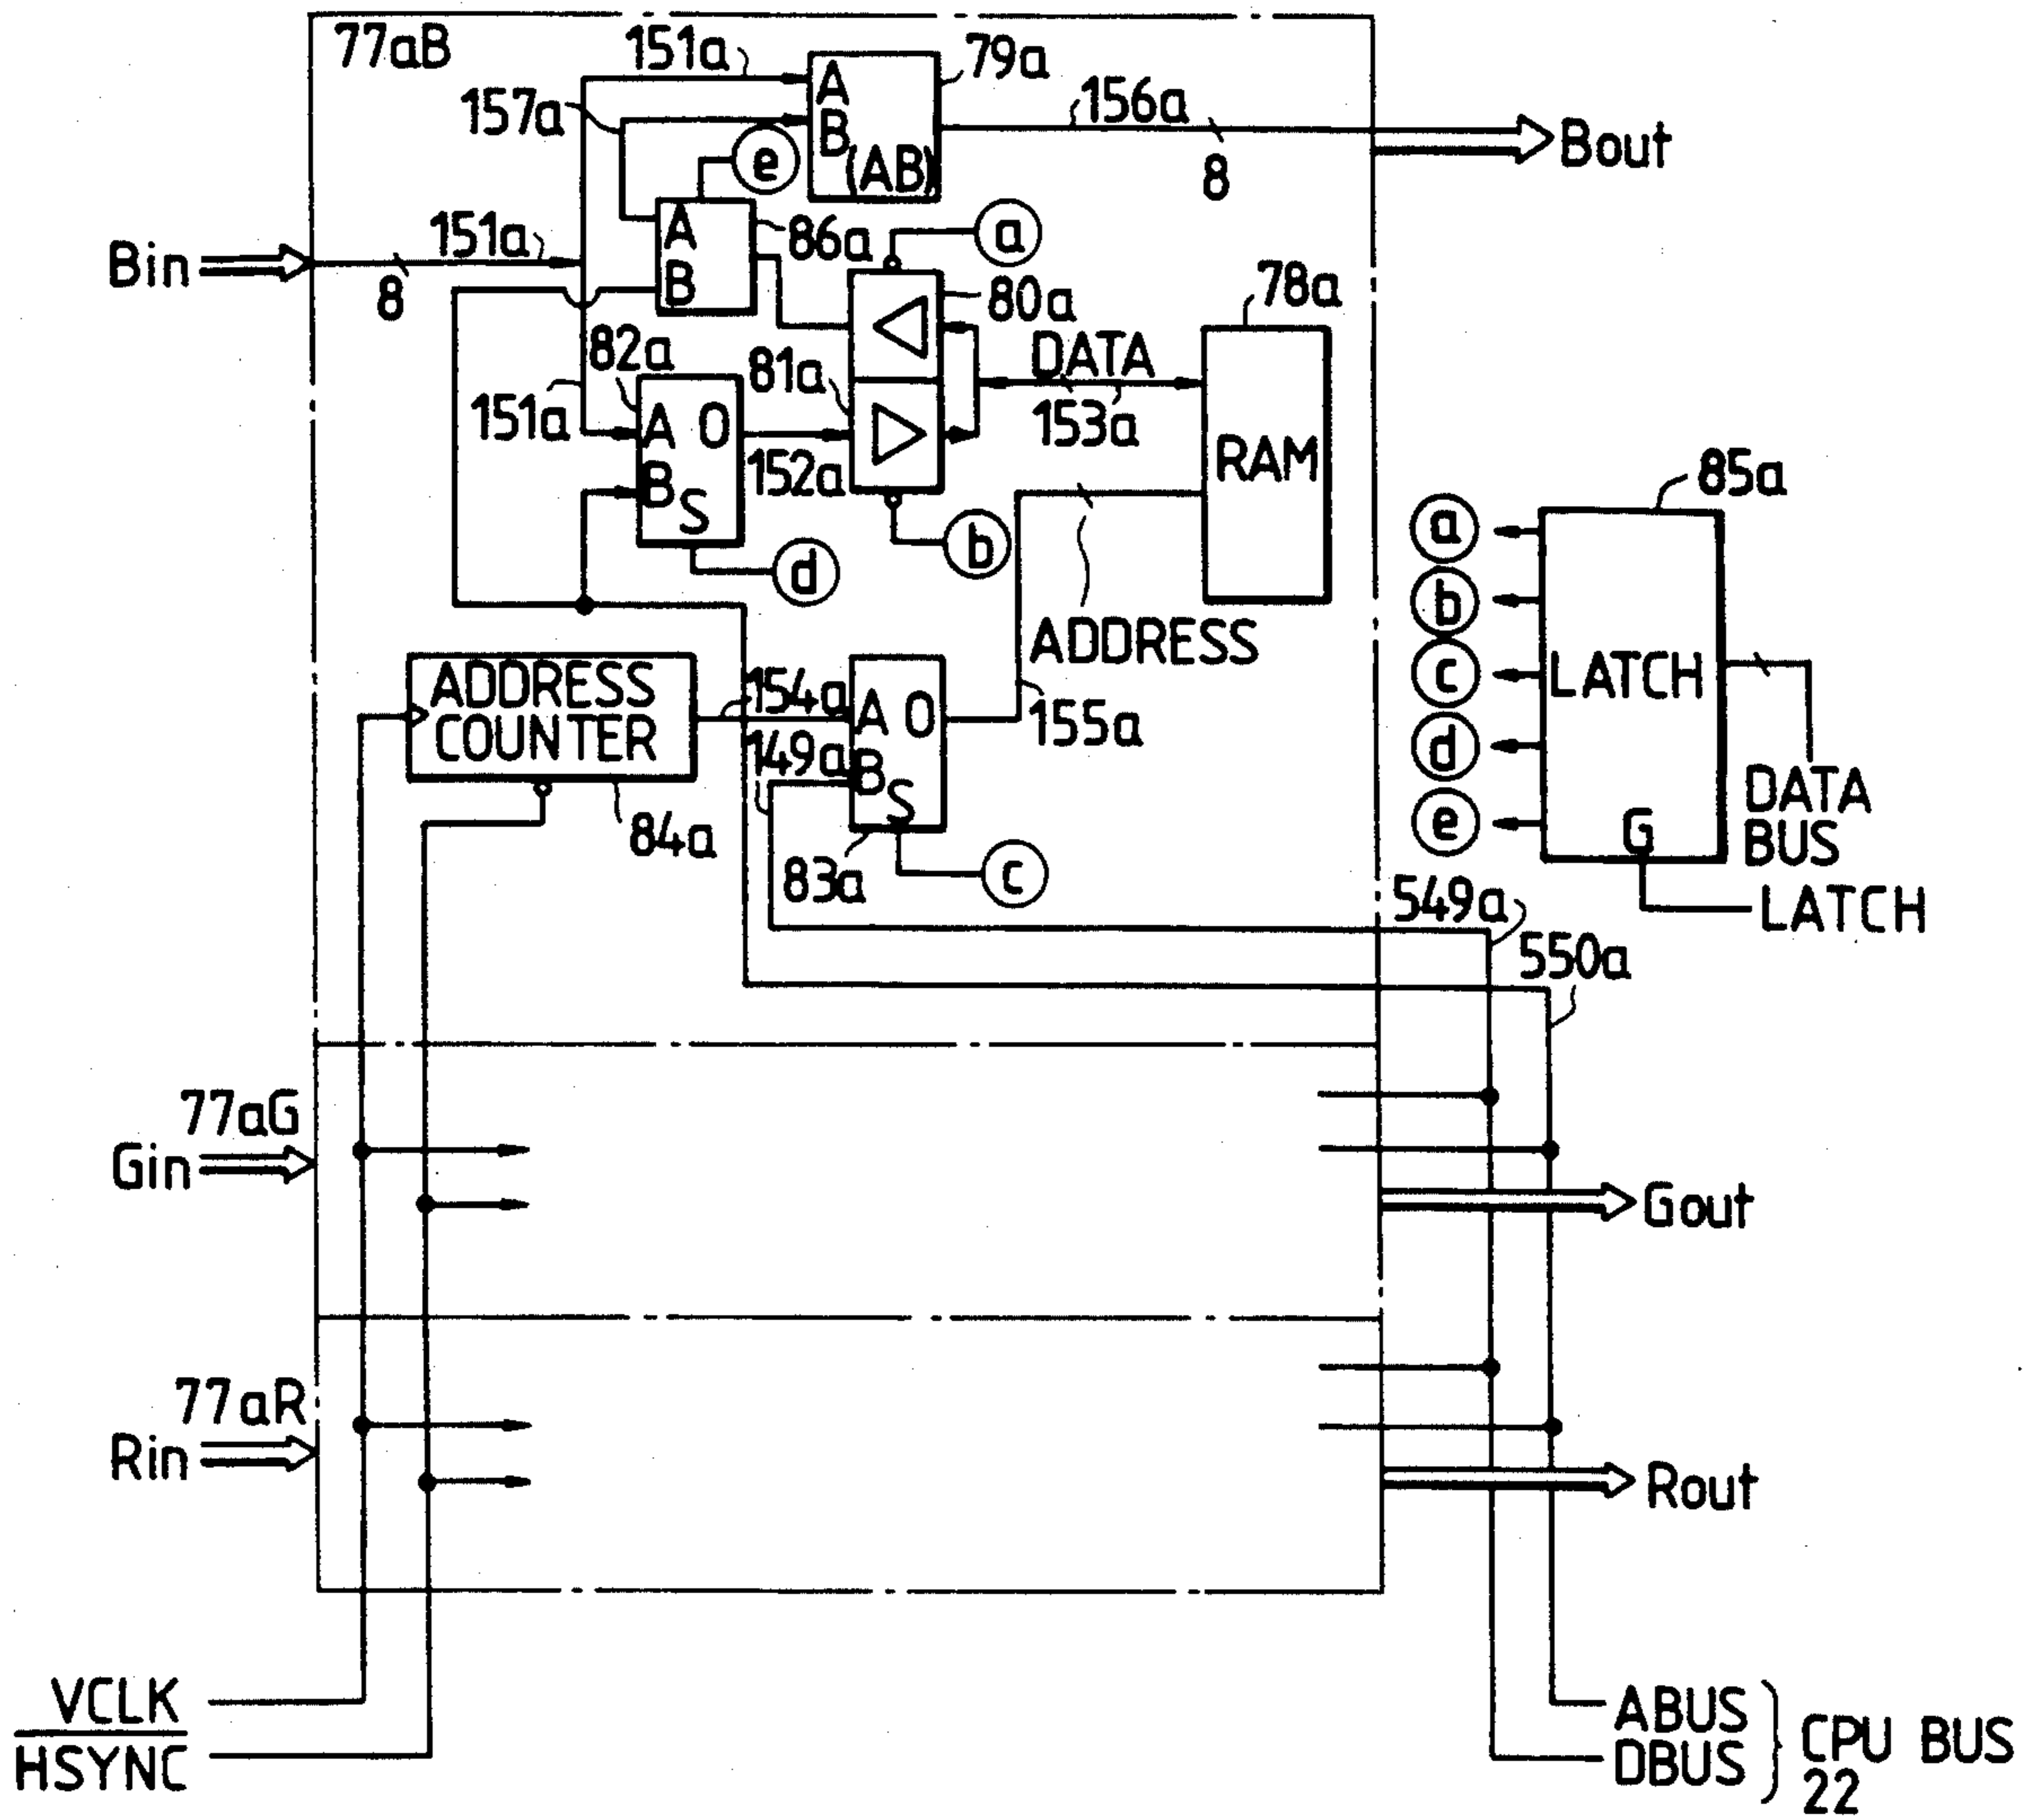 77aB
151a
79a
157a
A
B
(AB)
156a
8
Bout
e
A
B
86a
a
Bin
8
151a
80a
78a
82a
81a
DATA
153a
151a
A O
B
S
152a
RAM
85a
b
d
a
b
c
d
e
LATCH
G
DATA
BUS
LATCH
ADDRESS
ADDRESS
COUNTER
154a
149a
A O
B
S
155a
84a
83a
c
549a
550a
77aG
Gin
Gout
77aR
Rin
Rout
VCLK
HSYNC
ABUS
DBUS
CPU BUS
22